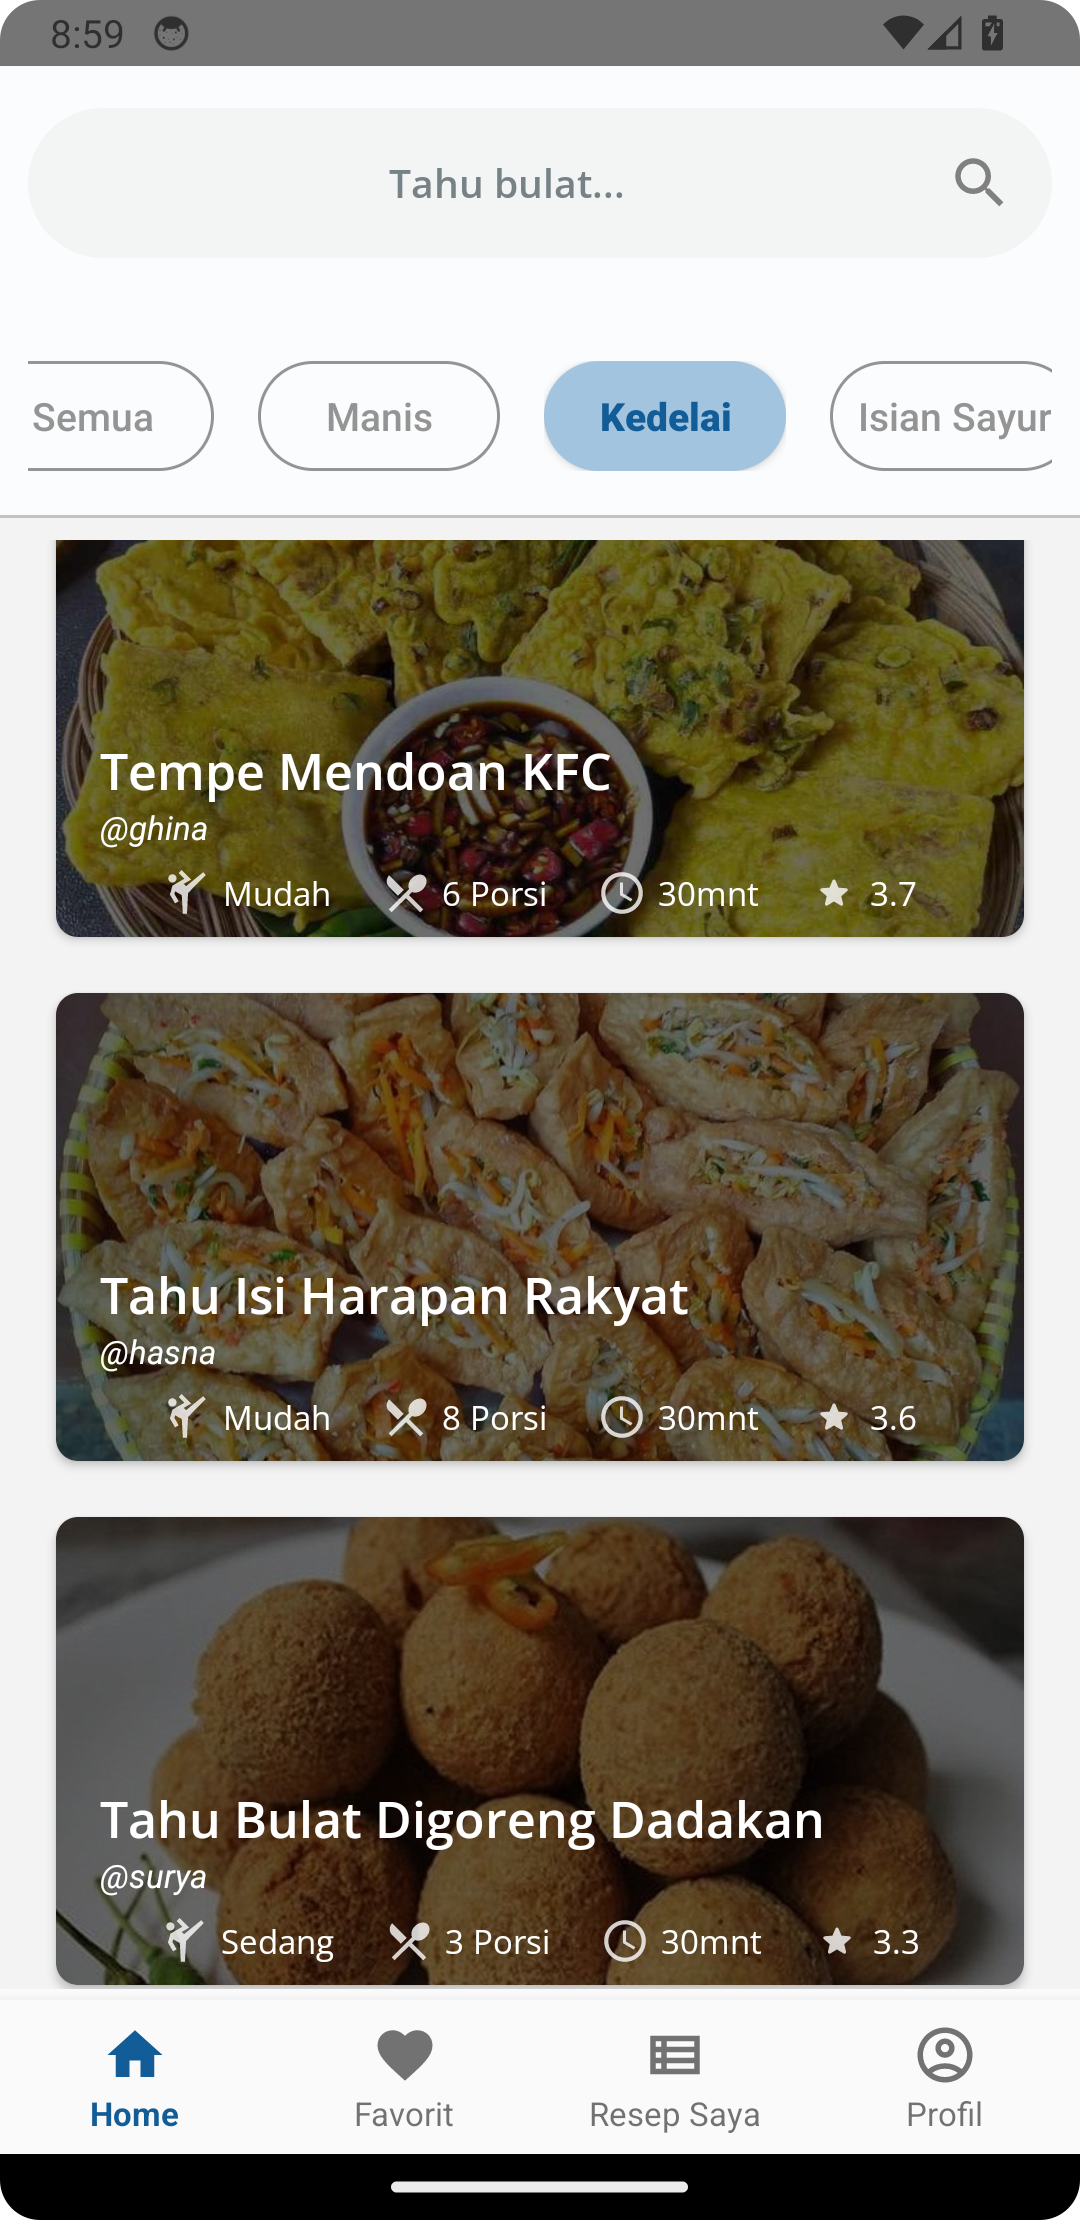 8:59
Tahu bulat...
Semua
Manis
Kedelai
Isian Sayur
Tempe Mendoan KFC
@ghina
Mudah 6 Porsi 30mnt 3.7
Tahu Isi Harapan Rakyat
@hasna
Mudah 8 Porsi 30mnt 3.6
Tahu Bulat Digoreng Dadakan
@surya
Sedang 3 Porsi 30mnt 3.3
Home
Favorit
Resep Saya
Profil